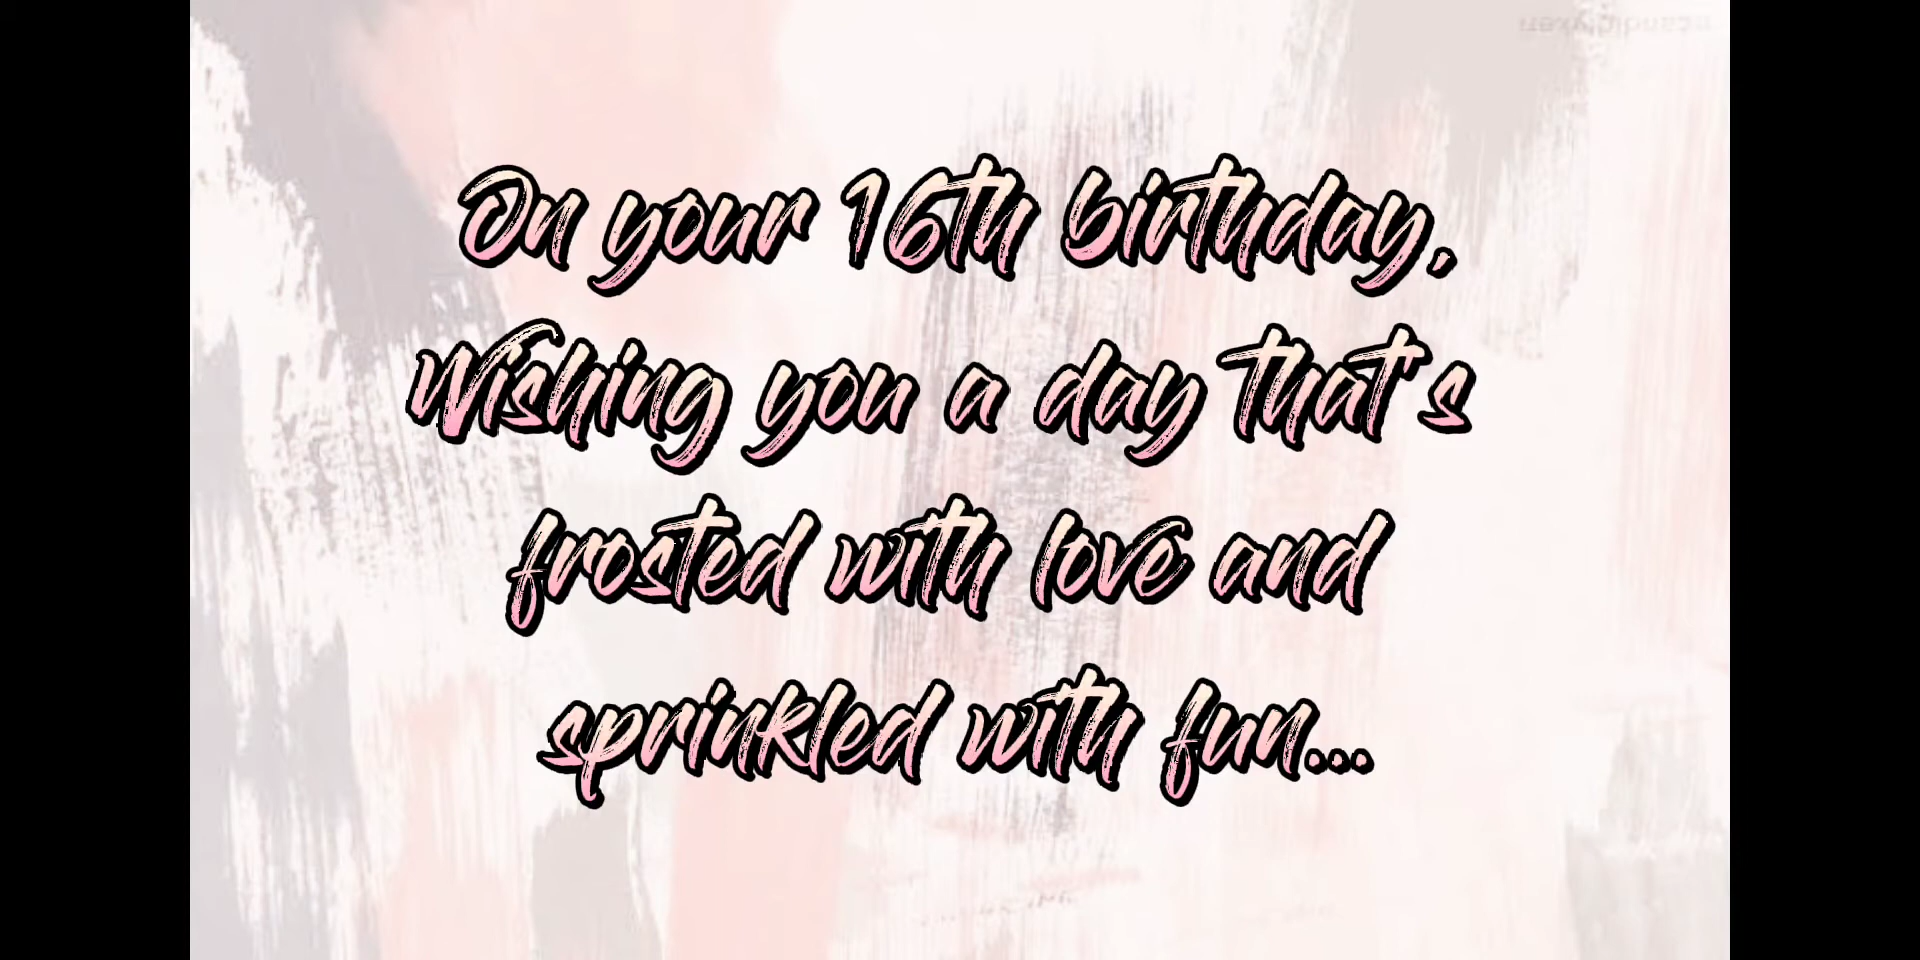 On your 16th birthday,
Wishing you a day that's
frosted with love and
sprinkled with fun...